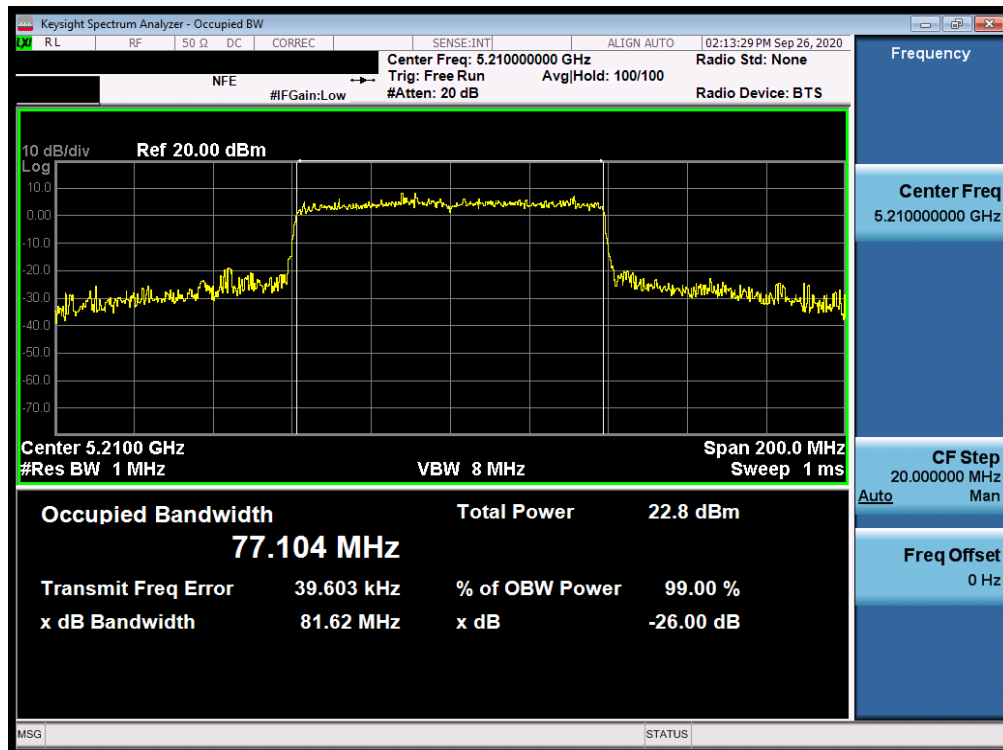 Keysight Spectrum Analyzer - Occupied BW
LXI RL RF 50 Ω DC CORREC SENSE:INT ALIGN AUTO 02:13:29 PM Sep 26, 2020
Center Freq: 5.210000000 GHz Radio Std: None
NFE Trig: Free Run Avg|Hold: 100/100
#IFGain:Low #Atten: 20 dB Radio Device: BTS
10 dB/div Ref 20.00 dBm
Log
10.0
0.00
-10.0
-20.0
-30.0
-40.0
-50.0
-60.0
-70.0
Center 5.2100 GHz Span 200.0 MHz
#Res BW 1 MHz VBW 8 MHz Sweep 1 ms
Occupied Bandwidth Total Power 22.8 dBm
77.104 MHz
Transmit Freq Error 39.603 kHz % of OBW Power 99.00 %
x dB Bandwidth 81.62 MHz x dB -26.00 dB
MSG STATUS
Frequency
Center Freq
5.210000000 GHz
CF Step
20.000000 MHz
Auto Man
Freq Offset
0 Hz